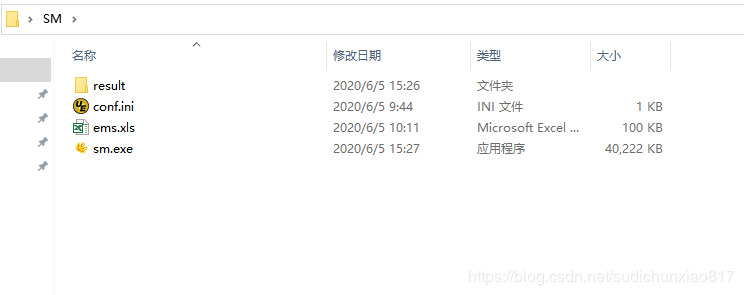 SM
名称 修改日期 类型 大小
result 2020/6/5 15:26 文件夹
conf.ini 2020/6/5 9:44 INI 文件 1 KB
ems.xls 2020/6/5 10:11 Microsoft Excel ... 100 KB
sm.exe 2020/6/5 15:27 应用程序 40,222 KB
https://blog.csdn.net/sudichunxiao817